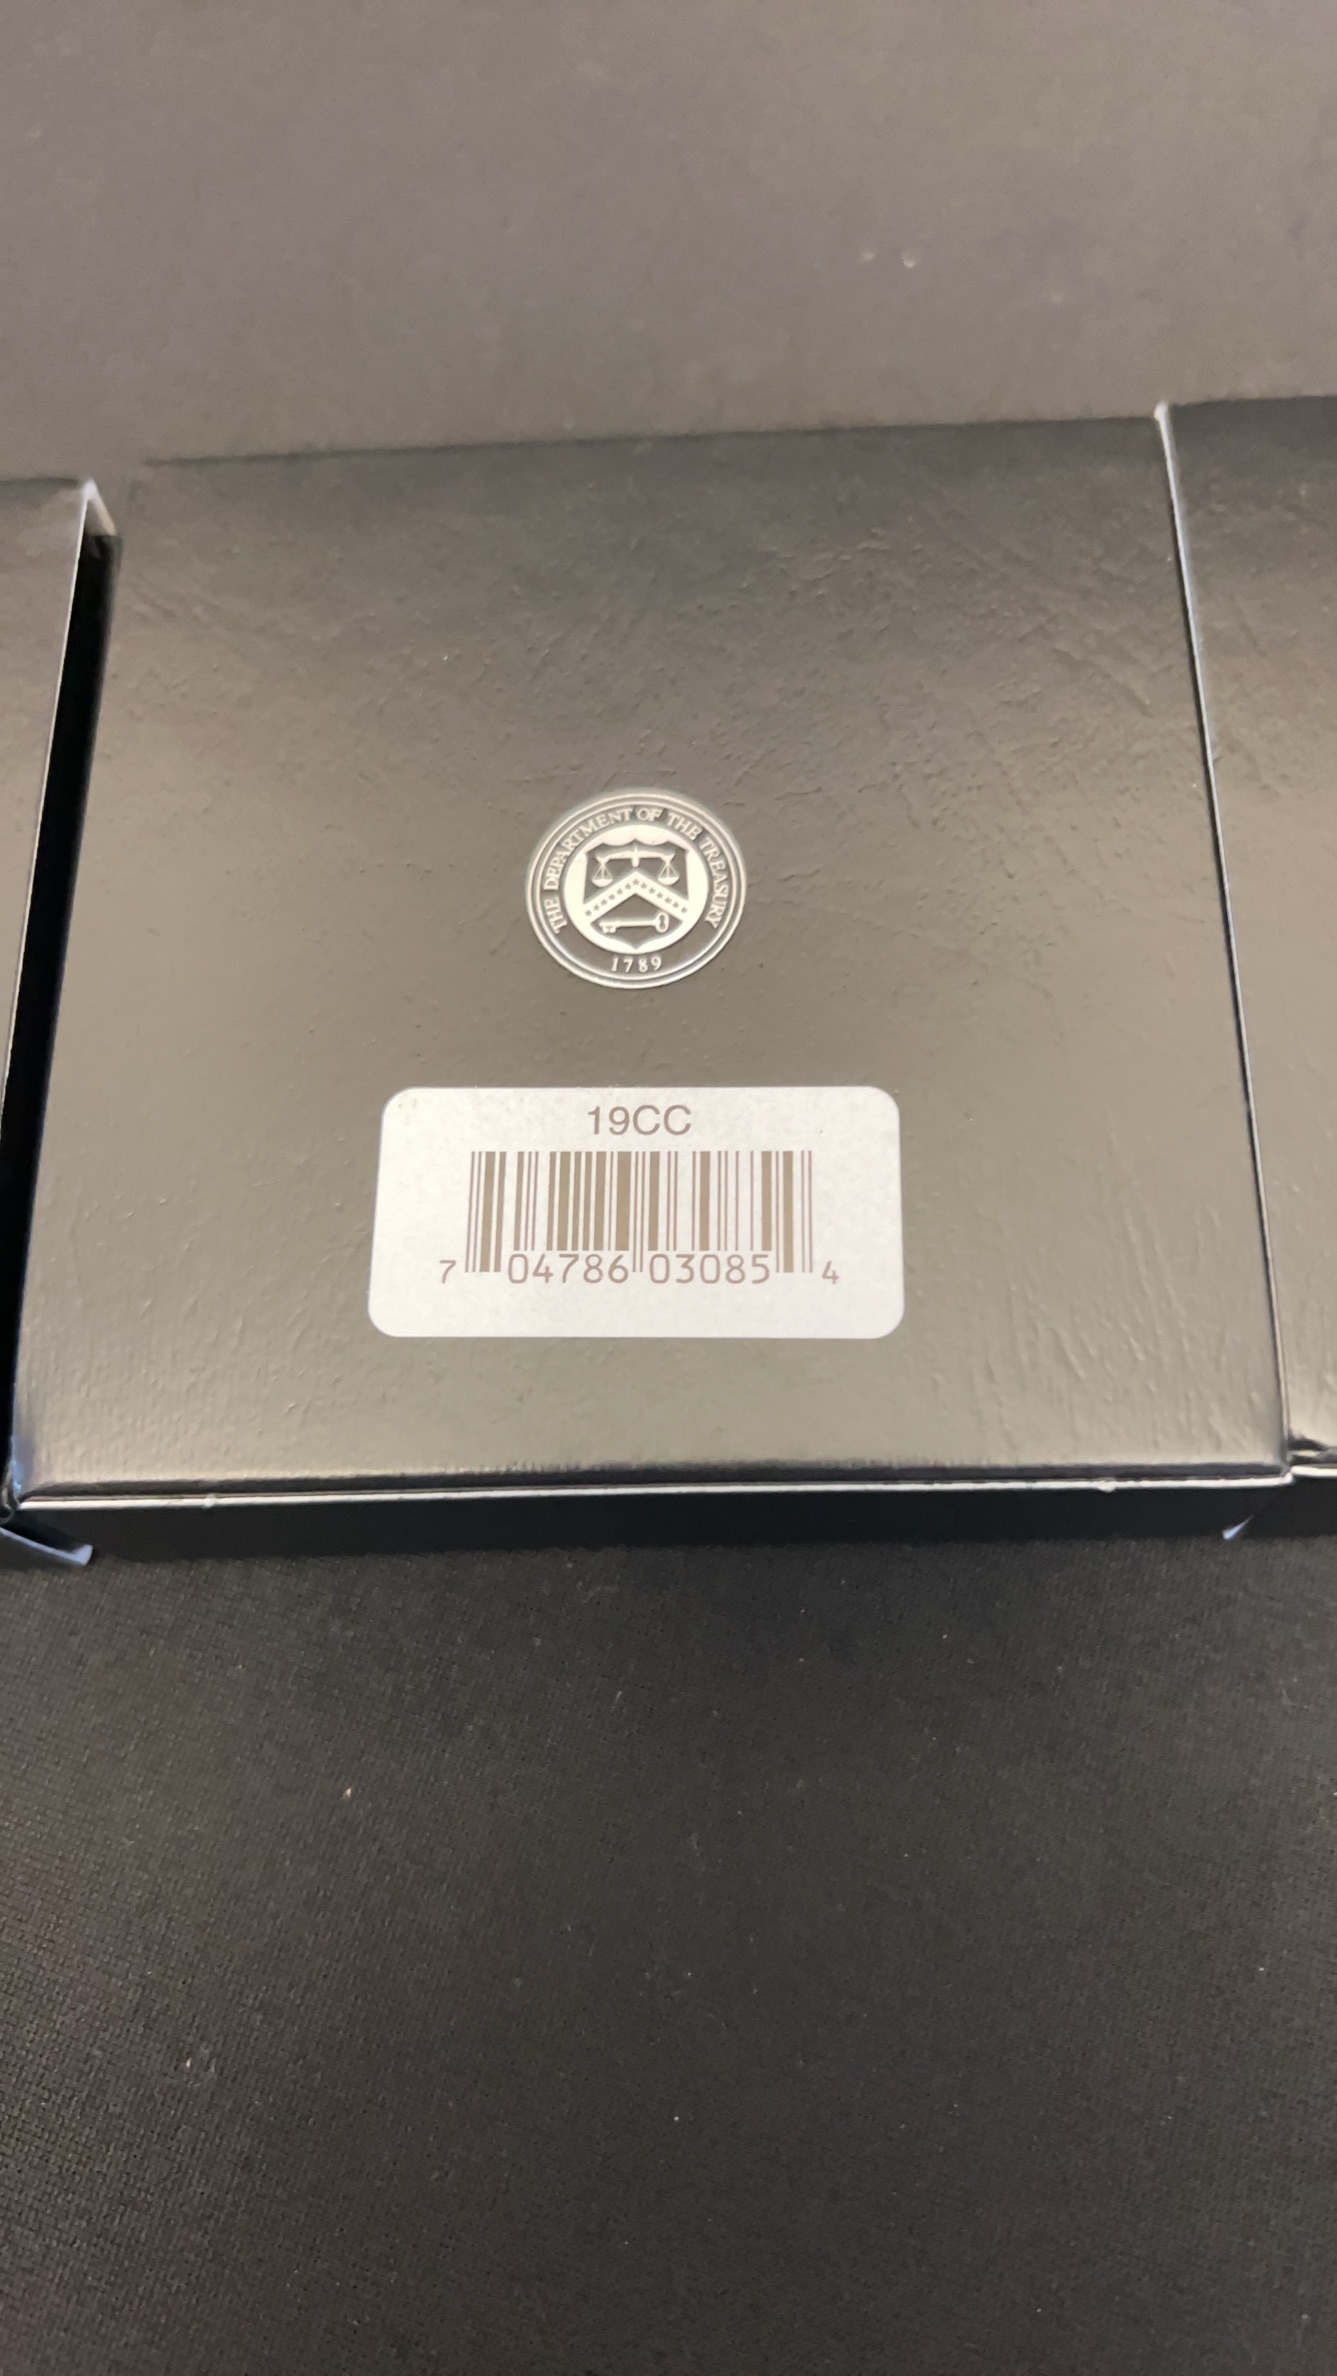 THE DEPARTMENT OF THE TREASURY
1789
19CC
7 04786 03085 4